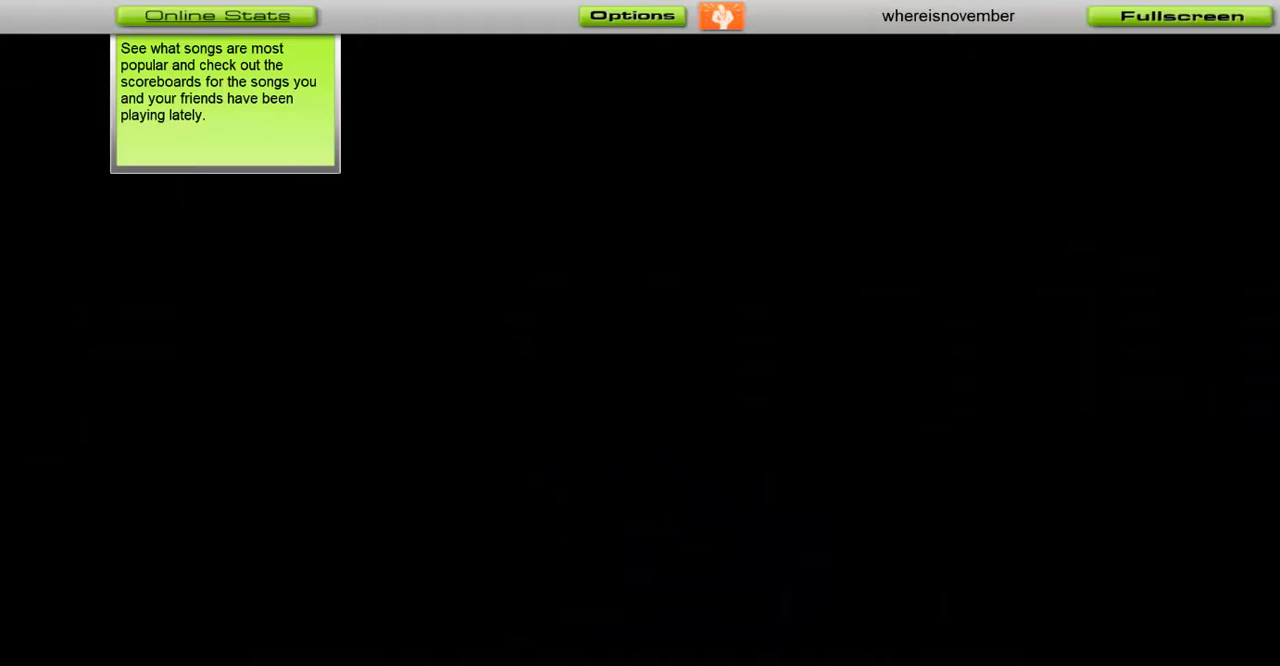 Online Stats
Options
whereisnovember
Fullscreen
See what songs are most
popular and check out the
scoreboards for the songs you
and your friends have been
playing lately.